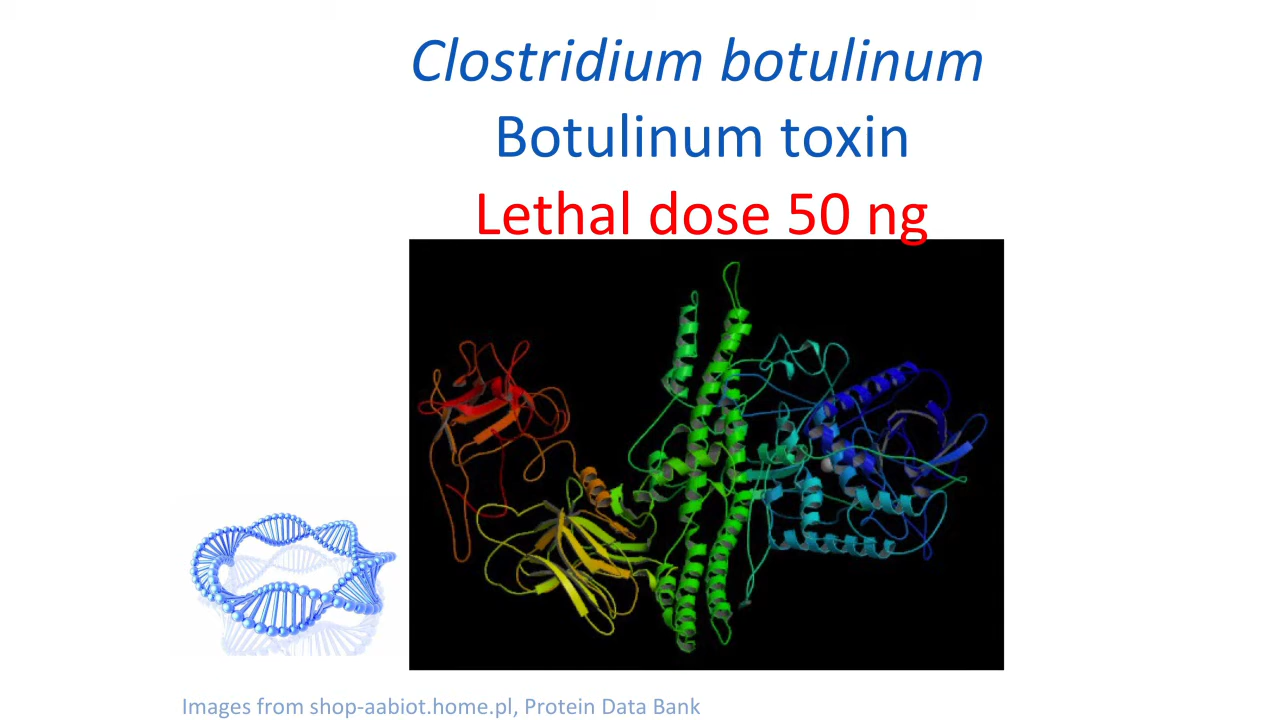 Clostridium botulinum
Botulinum toxin
Lethal dose 50 ng
Images from shop-aabiot.home.pl, Protein Data Bank